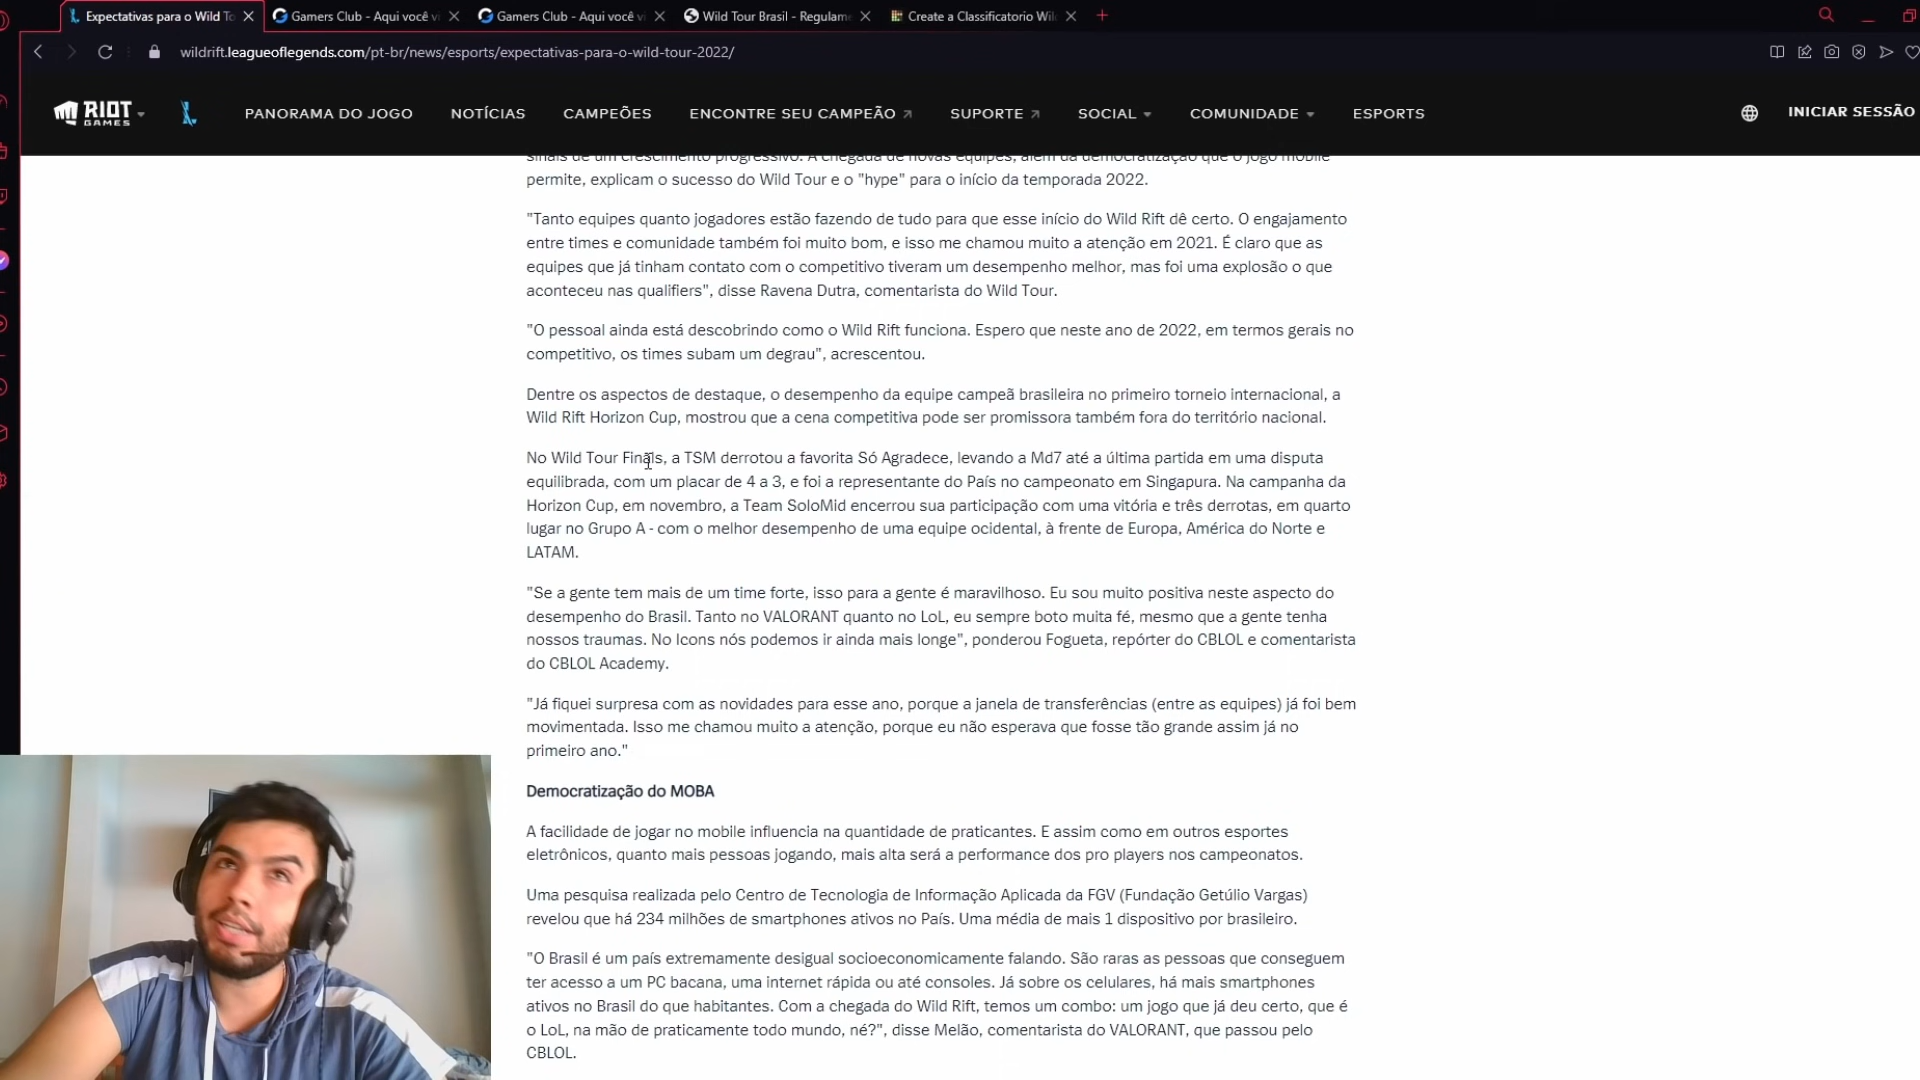 Expectativas para o Wild To
Gamers Club - Aqui você v
Gamers Club - Aqui você v
Wild Tour Brasil - Regulam
Create a Classificatorio Wil
wildrift.leagueoflegends.com/pt-br/news/esports/expectativas-para-o-wild-tour-2022/
RIOT GAMES
PANORAMA DO JOGO
NOTÍCIAS
CAMPEÕES
ENCONTRE SEU CAMPEÃO
SUPORTE
SOCIAL
COMUNIDADE
ESPORTS
INICIAR SESSÃO
sinais de um crescimento progressivo. A chegada de novas equipes, além da democratização que o jogo mobile
permite, explicam o sucesso do Wild Tour e o "hype" para o início da temporada 2022.
"Tanto equipes quanto jogadores estão fazendo de tudo para que esse início do Wild Rift dê certo. O engajamento
entre times e comunidade também foi muito bom, e isso me chamou muito a atenção em 2021. É claro que as
equipes que já tinham contato com o competitivo tiveram um desempenho melhor, mas foi uma explosão o que
aconteceu nas qualifiers", disse Ravena Dutra, comentarista do Wild Tour.
"O pessoal ainda está descobrindo como o Wild Rift funciona. Espero que neste ano de 2022, em termos gerais no
competitivo, os times subam um degrau", acrescentou.
Dentre os aspectos de destaque, o desempenho da equipe campeã brasileira no primeiro torneio internacional, a
Wild Rift Horizon Cup, mostrou que a cena competitiva pode ser promissora também fora do território nacional.
No Wild Tour Finals, a TSM derrotou a favorita Só Agradece, levando a Md7 até a última partida em uma disputa
equilibrada, com um placar de 4 a 3, e foi a representante do País no campeonato em Singapura. Na campanha da
Horizon Cup, em novembro, a Team SoloMid encerrou sua participação com uma vitória e três derrotas, em quarto
lugar no Grupo A - com o melhor desempenho de uma equipe ocidental, à frente de Europa, América do Norte e
LATAM.
"Se a gente tem mais de um time forte, isso para a gente é maravilhoso. Eu sou muito positiva neste aspecto do
desempenho do Brasil. Tanto no VALORANT quanto no LoL, eu sempre boto muita fé, mesmo que a gente tenha
nossos traumas. No Icons nós podemos ir ainda mais longe", ponderou Fogueta, repórter do CBLOL e comentarista
do CBLOL Academy.
"Já fiquei surpresa com as novidades para esse ano, porque a janela de transferências (entre as equipes) já foi bem
movimentada. Isso me chamou muito a atenção, porque eu não esperava que fosse tão grande assim já no
primeiro ano."
Democratização do MOBA
A facilidade de jogar no mobile influencia na quantidade de praticantes. E assim como em outros esportes
eletrônicos, quanto mais pessoas jogando, mais alta será a performance dos pro players nos campeonatos.
Uma pesquisa realizada pelo Centro de Tecnologia de Informação Aplicada da FGV (Fundação Getúlio Vargas)
revelou que há 234 milhões de smartphones ativos no País. Uma média de mais 1 dispositivo por brasileiro.
"O Brasil é um país extremamente desigual socioeconomicamente falando. São raras as pessoas que conseguem
ter acesso a um PC bacana, uma internet rápida ou até consoles. Já sobre os celulares, há mais smartphones
ativos no Brasil do que habitantes. Com a chegada do Wild Rift, temos um combo: um jogo que já deu certo, que é
o LoL, na mão de praticamente todo mundo, né?", disse Melão, comentarista do VALORANT, que passou pelo
CBLOL.